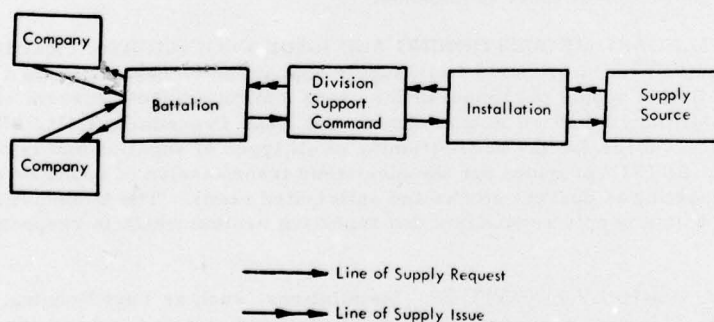 Company
Battalion
Division
Support
Command
Installation
Supply
Source
Company
Line of Supply Request
Line of Supply Issue